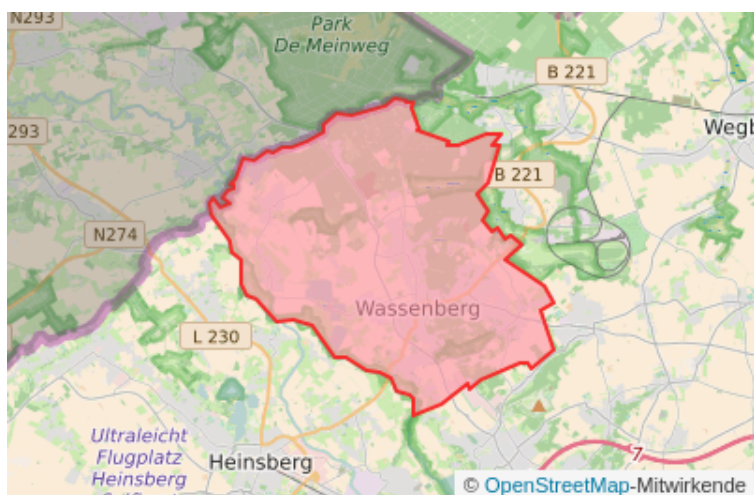 N293
Park
De Meinweg
B 221
293
Wegb
B 221
N274
Wassenberg
L 230
Ultraleicht
Flugplatz
Heinsberg
Heinsberg
7
© OpenStreetMap-Mitwirkende